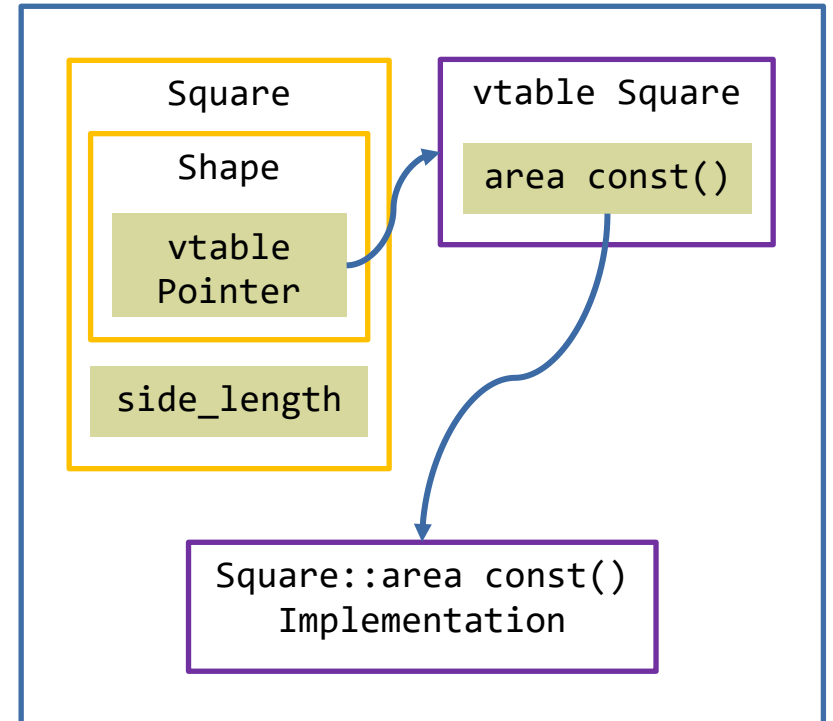 Square
Shape
vtable
Pointer
side_length
vtable Square
area const()
Square::area const()
Implementation